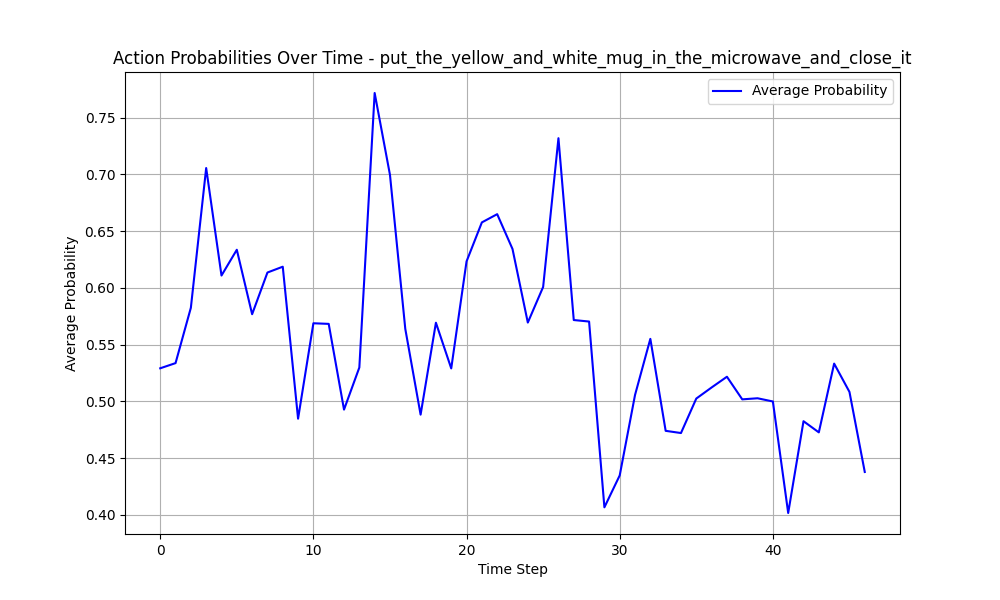 Action Probabilities Over Time - put_the_yellow_and_white_mug_in_the_microwave_and_close_it
Average Probability
Average Probability
0.75
0.70
0.65
0.60
0.55
0.50
0.45
0.40
0 10 20 30 40
Time Step